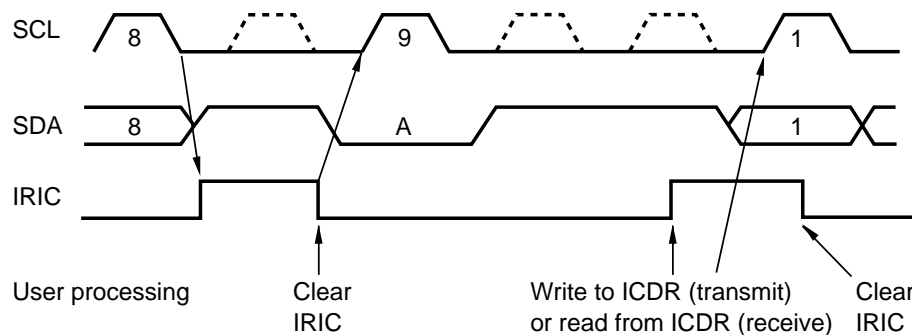 SCL
8
9
1
SDA
8
A
1
IRIC
User processing
Clear
IRIC
Write to ICDR (transmit)
or read from ICDR (receive)
Clear
IRIC